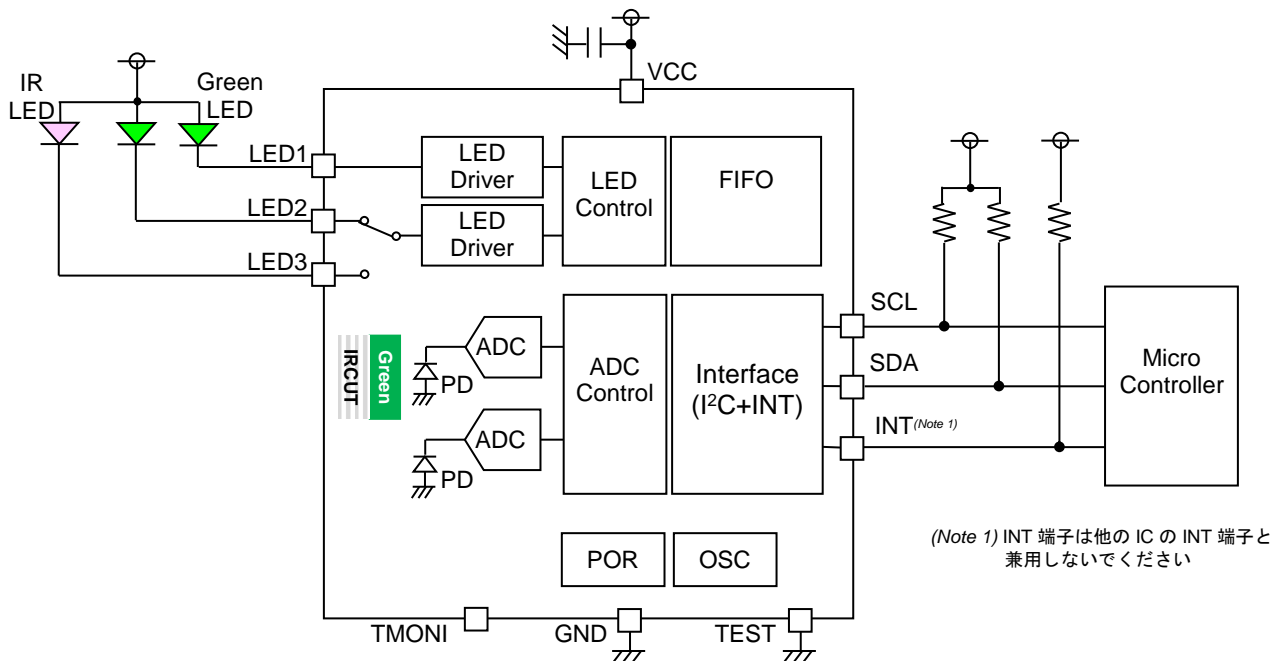 VCC
IR
LED
Green
LED
LED1
LED2
LED3
LED
Driver
LED
Driver
LED
Control
FIFO
IRCUT
Green
PD
ADC
PD
ADC
ADC
Control
Interface
(I²C+INT)
SCL
SDA
INT(Note 1)
Micro
Controller
POR
OSC
TMONI
GND
TEST
(Note 1) INT 端子は他の IC の INT 端子と
兼用しないでください